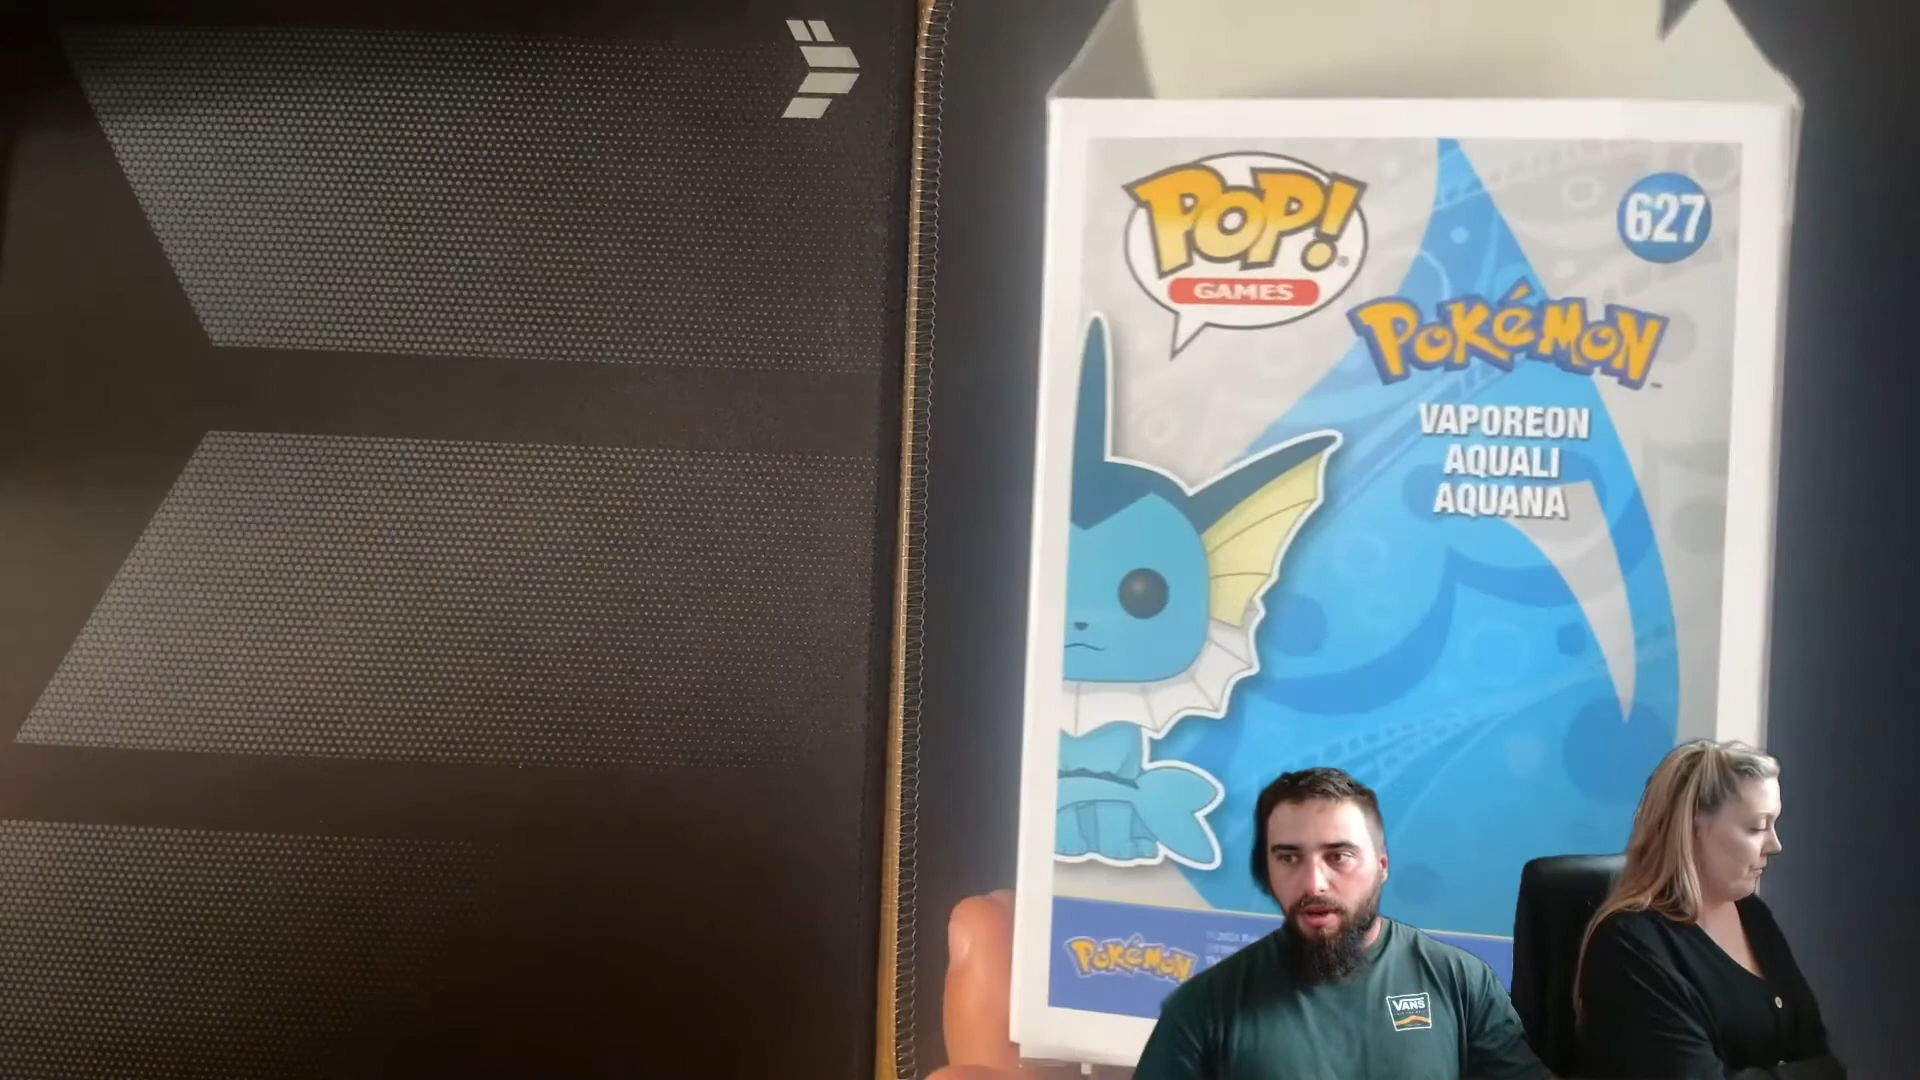 POP!
GAMES
627
POKéMON
VAPOREON
AQUALI
AQUANA
POKéMON
VANS